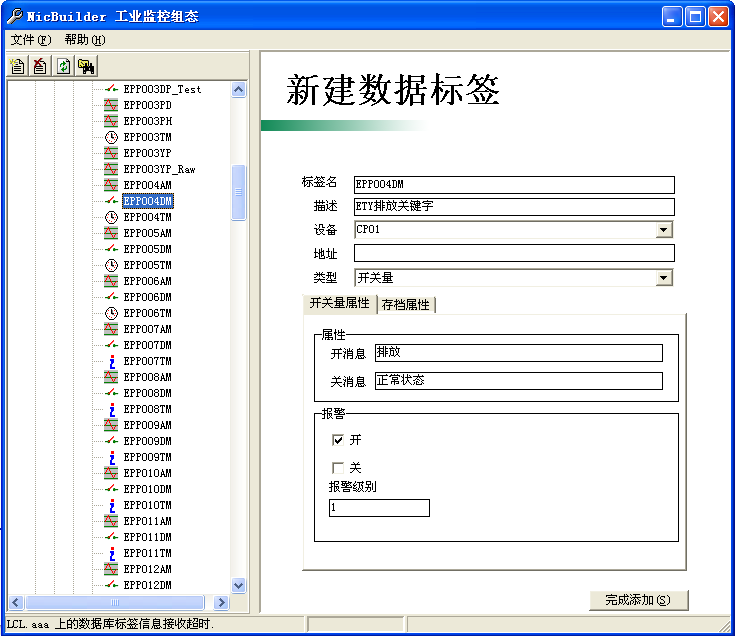 NicBuilder 工业监控组态
文件(F) 帮助(H)
EPP003DP_Test
EPP003PD
EPP003PH
EPP003TM
EPP003YP
EPP003YP_Raw
EPP004AM
EPP004DM
EPP004TM
EPP005AM
EPP005DM
EPP005TM
EPP006AM
EPP006DM
EPP006TM
EPP007AM
EPP007DM
EPP007TM
EPP008AM
EPP008DM
EPP008TM
EPP009AM
EPP009DM
EPP009TM
EPP010AM
EPP010DM
EPP010TM
EPP011AM
EPP011DM
EPP011TM
EPP012AM
EPP012DM
新建数据标签
标签名 EPP004DM
描述 ETY排放关键字
设备 CP01
地址
类型 开关量
开关量属性 存档属性
属性
开消息 排放
关消息 正常状态
报警
开
关
报警级别
1
完成添加(S)
LCL.aaa 上的数据库标签信息接收超时.